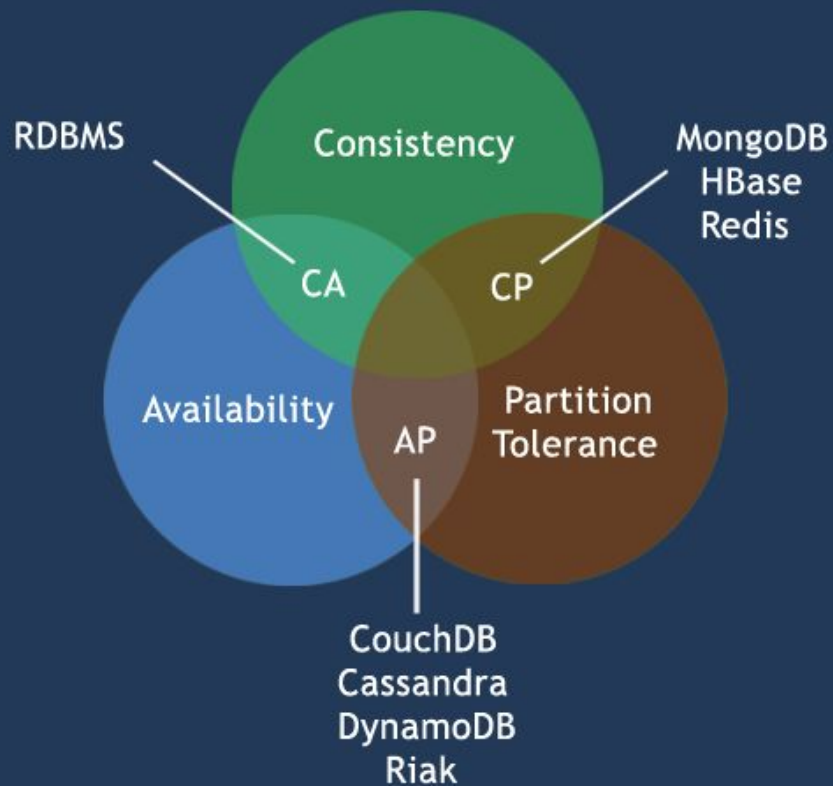 RDBMS
Consistency
MongoDB
HBase
Redis
CA
CP
Availability
Partition
Tolerance
AP
CouchDB
Cassandra
DynamoDB
Riak